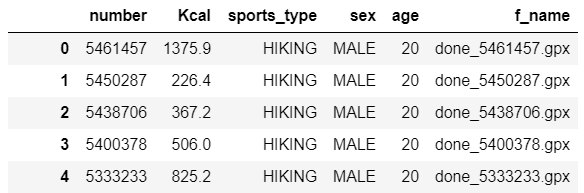 number Kcal sports_type sex age f_name
0 5461457 1375.9 HIKING MALE 20 done_5461457.gpx
1 5450287 226.4 HIKING MALE 20 done_5450287.gpx
2 5438706 367.2 HIKING MALE 20 done_5438706.gpx
3 5400378 506.0 HIKING MALE 20 done_5400378.gpx
4 5333233 825.2 HIKING MALE 20 done_5333233.gpx